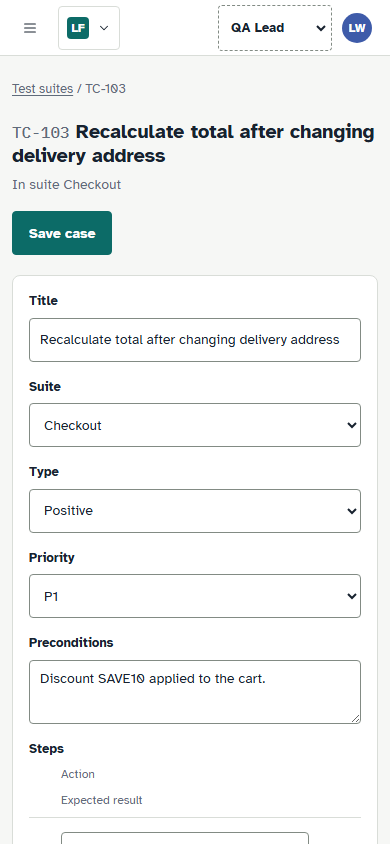 LF
QA Lead
LW
Test suites / TC-103
TC-103 Recalculate total after changing
delivery address
In suite Checkout
Save case
Title
Recalculate total after changing delivery address
Suite
Checkout
Type
Positive
Priority
P1
Preconditions
Discount SAVE10 applied to the cart.
Steps
Action
Expected result